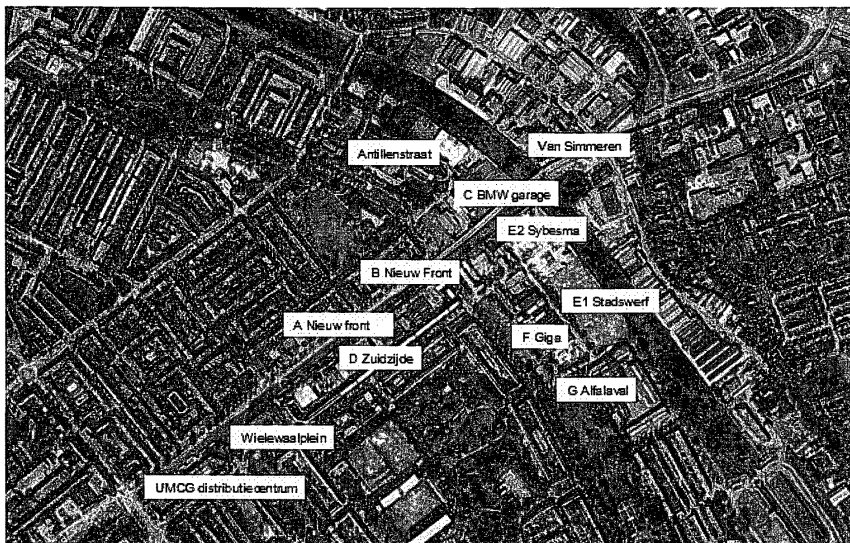 Antillenstraat
Van Simmeren
C BMW garage
E2 Sybesma
B Nieuw Front
E1 Stadswerf
A Nieuw front
F Giga
D Zuidzijde
G Alfalaval
Wielewaalplein
UMCG distributiecentrum